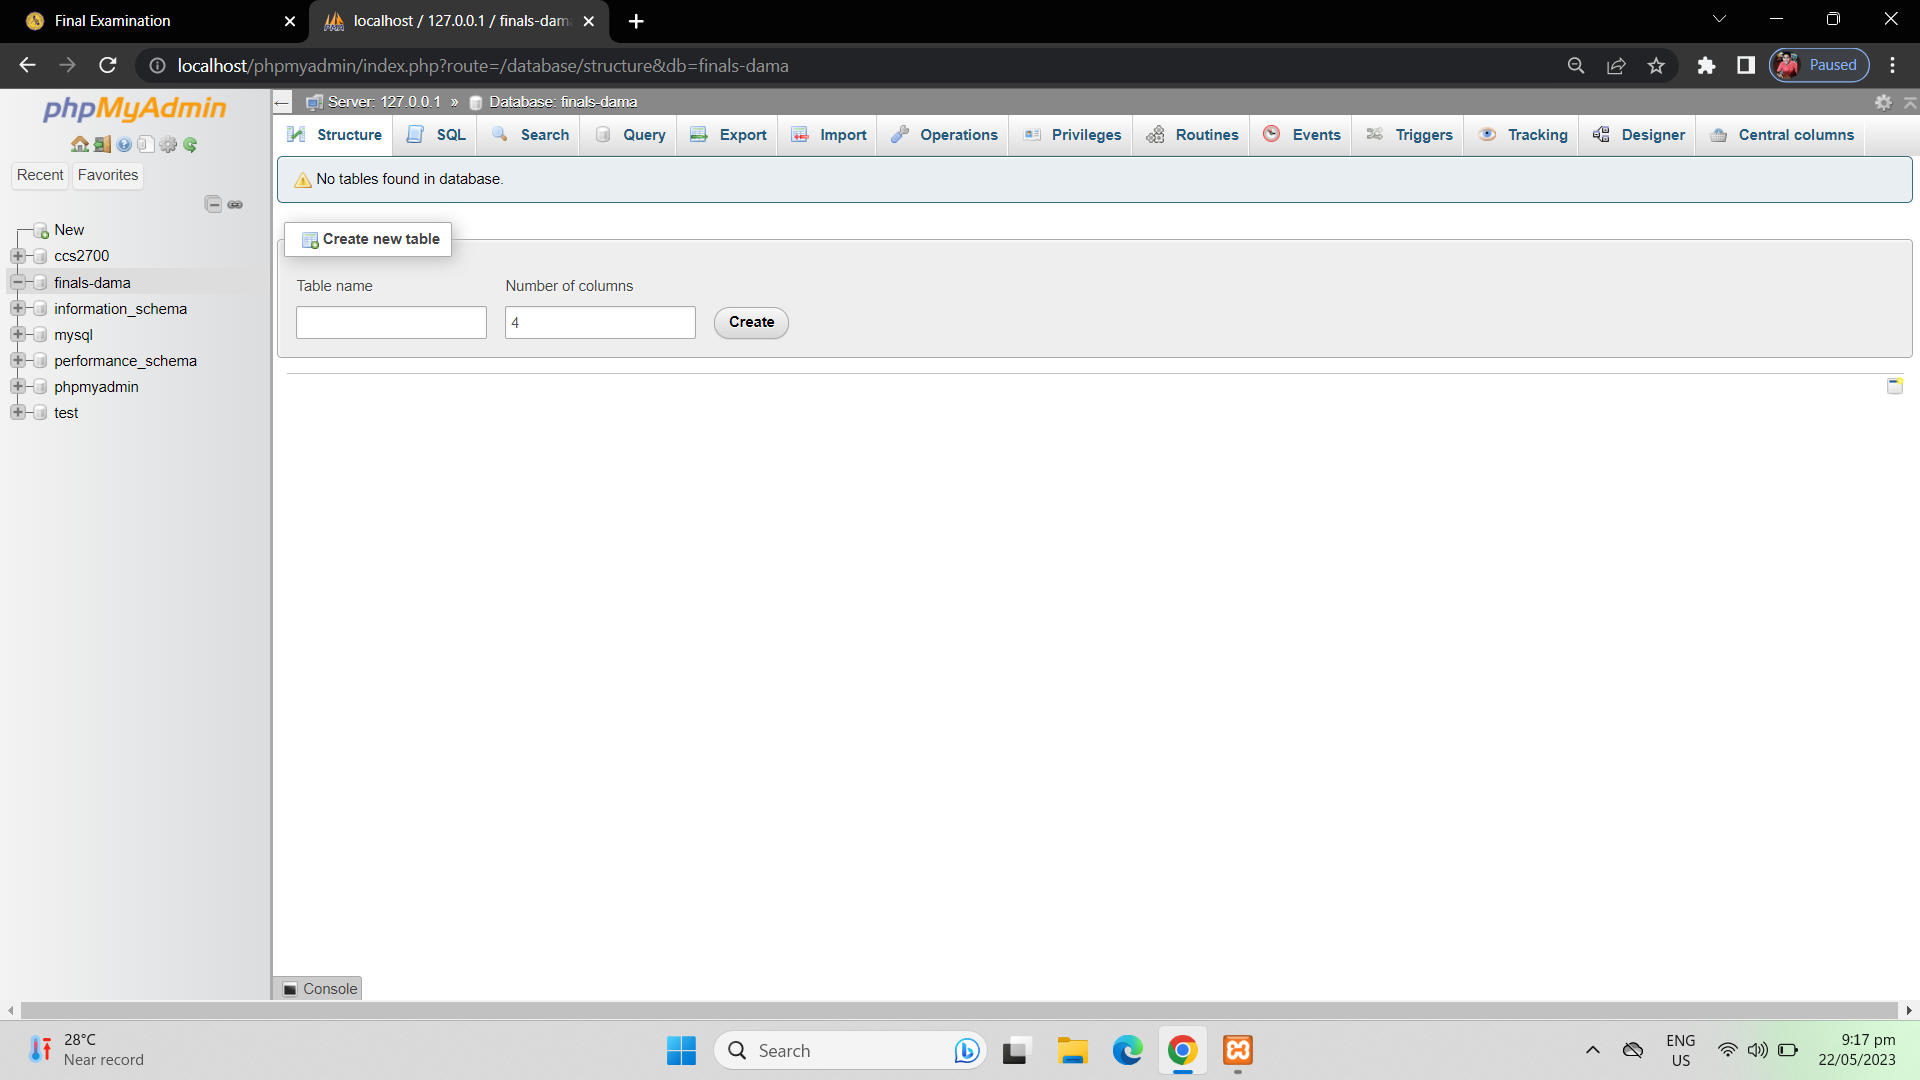 Final Examination
localhost / 127.0.0.1 / finals-dam
localhost/phpmyadmin/index.php?route=/database/structure&db=finals-dama
Paused
phpMyAdmin
Server: 127.0.0.1 » Database: finals-dama
Structure SQL Search Query Export Import Operations Privileges Routines Events Triggers Tracking Designer Central columns
Recent Favorites
No tables found in database.
New
ccs2700
finals-dama
information_schema
mysql
performance_schema
phpmyadmin
test
Create new table
Table name Number of columns
4 Create
Console
28°C
Near record
Search
ENG
US
9:17 pm
22/05/2023